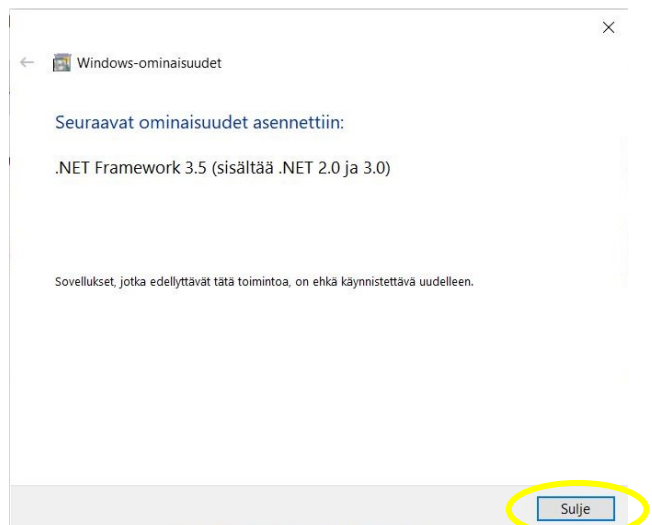 Windows-ominaisuudet
Seuraavat ominaisuudet asennettiin:
.NET Framework 3.5 (sisältää .NET 2.0 ja 3.0)
Sovellukset, jotka edellyttävät tätä toimintoa, on ehkä käynnistettävä uudelleen.
Sulje